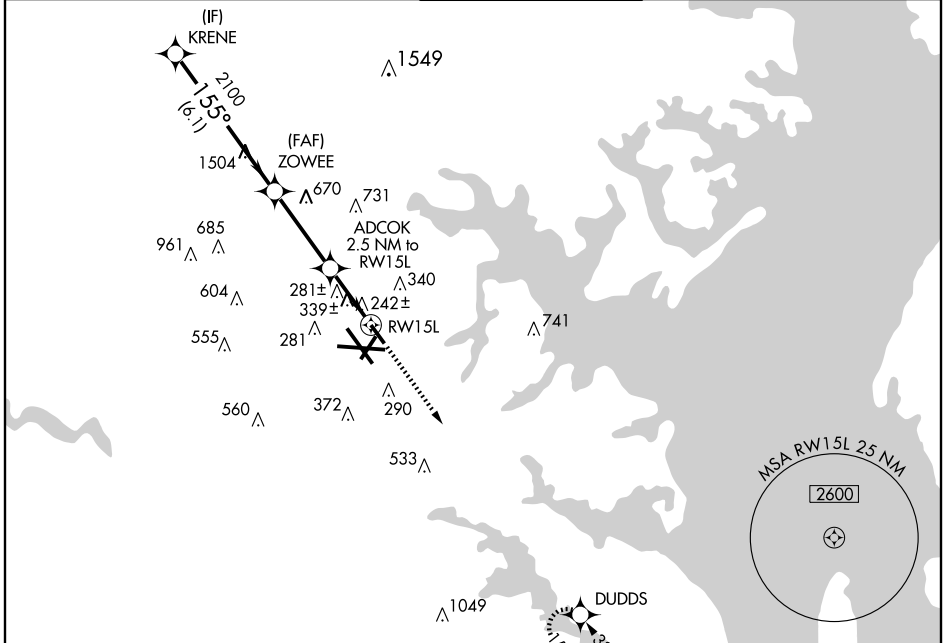 (IF)
KRENE
1549
2100
155°
(6.1)
(FAF)
ZOWEE
1504
670
731
ADCOK
2.5 NM to
RW15L
685
961
340
281±
604
339±
242±
RW15L
741
281
555
290
372
560
533
MSA RW15L 25 NM
2600
DUDDS
1049